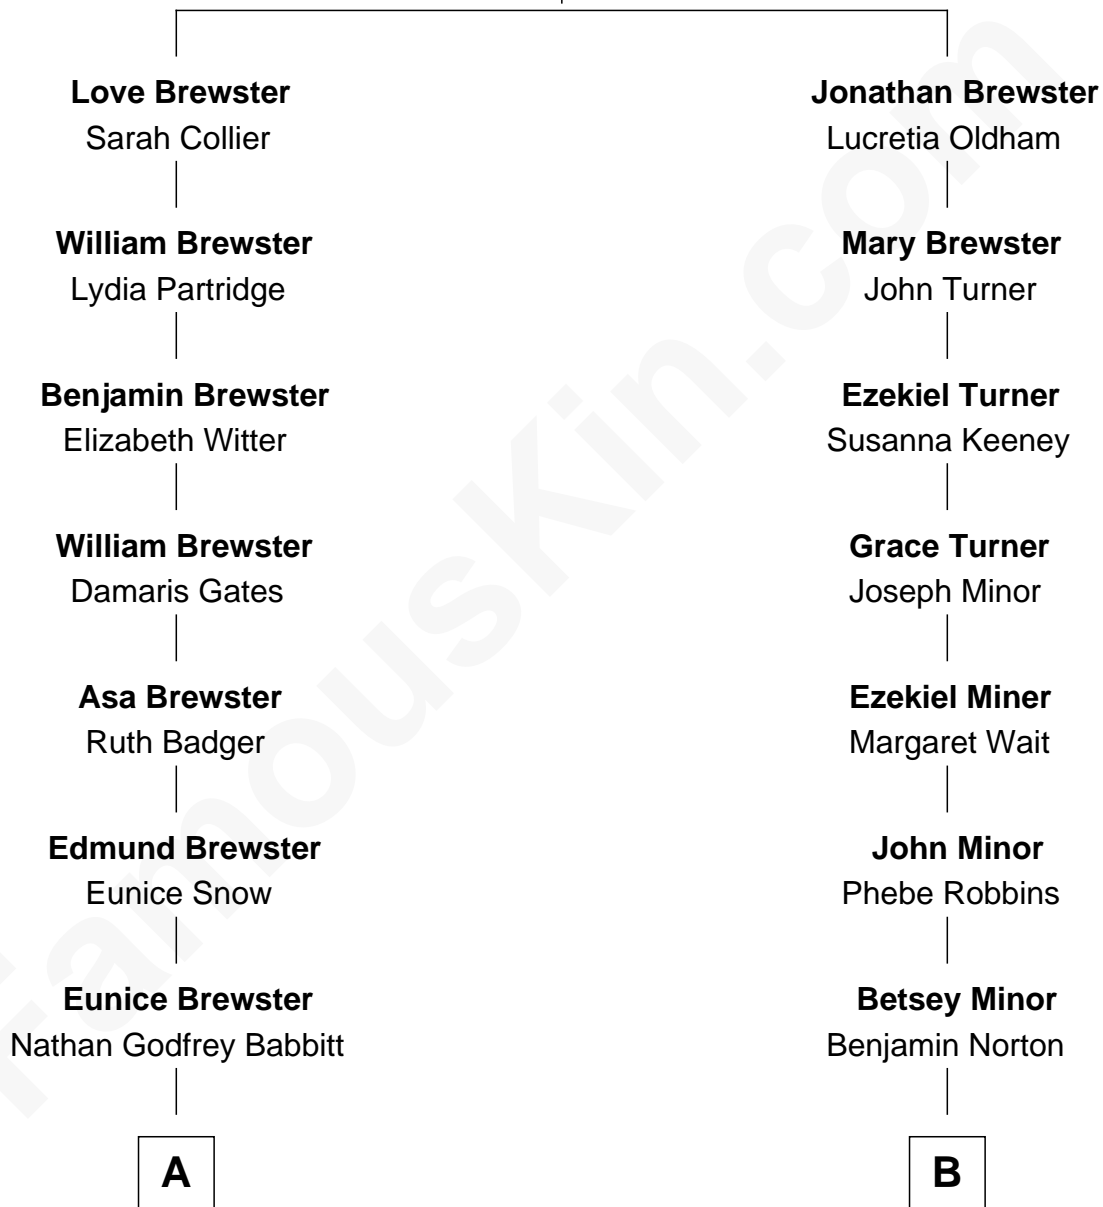 Love Brewster
Sarah Collier
William Brewster
Lydia Partridge
Benjamin Brewster
Elizabeth Witter
William Brewster
Damaris Gates
Asa Brewster
Ruth Badger
Edmund Brewster
Eunice Snow
Eunice Brewster
Nathan Godfrey Babbitt
A
Jonathan Brewster
Lucretia Oldham
Mary Brewster
John Turner
Ezekiel Turner
Susanna Keeney
Grace Turner
Joseph Minor
Ezekiel Miner
Margaret Wait
John Minor
Phebe Robbins
Betsey Minor
Benjamin Norton
B
FamousKin.com